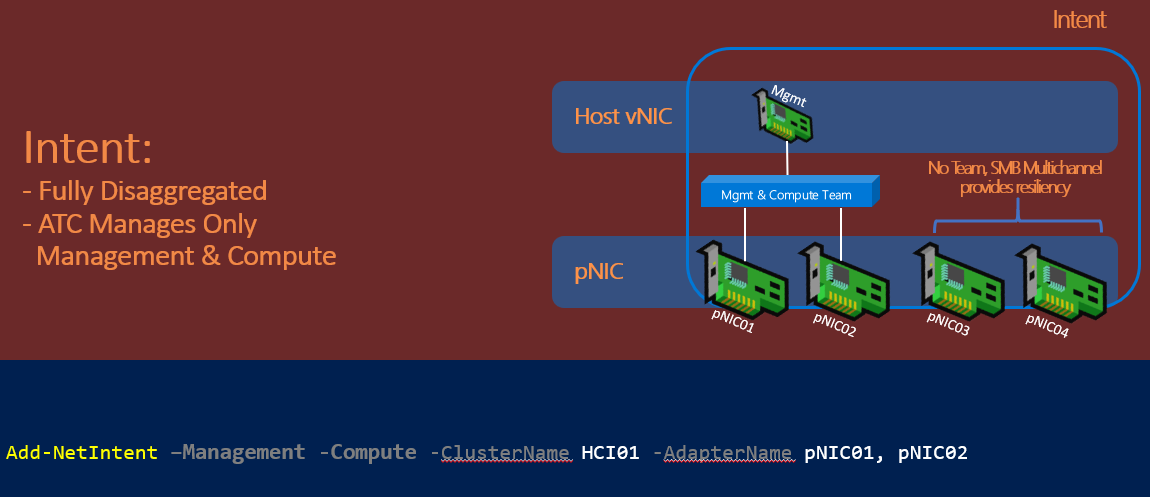 Intent
Host vNIC
Mgmt
Intent:
- Fully Disaggregated
- ATC Manages Only
Management & Compute
No Team, SMB Multichannel
provides resiliency
Mgmt & Compute Team
pNIC
pNIC01
pNIC02
pNIC03
pNIC04
Add-NetIntent –Management -Compute -ClusterName HCI01 -AdapterName pNIC01, pNIC02